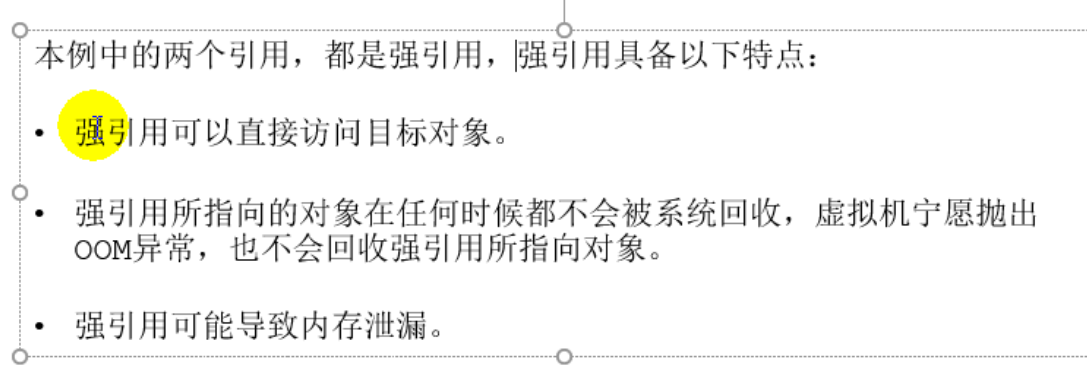 本例中的两个引用，都是强引用，强引用具备以下特点：
• 强引用可以直接访问目标对象。
• 强引用所指向的对象在任何时候都不会被系统回收，虚拟机宁愿抛出
OOM异常，也不会回收强引用所指向对象。
• 强引用可能导致内存泄漏。